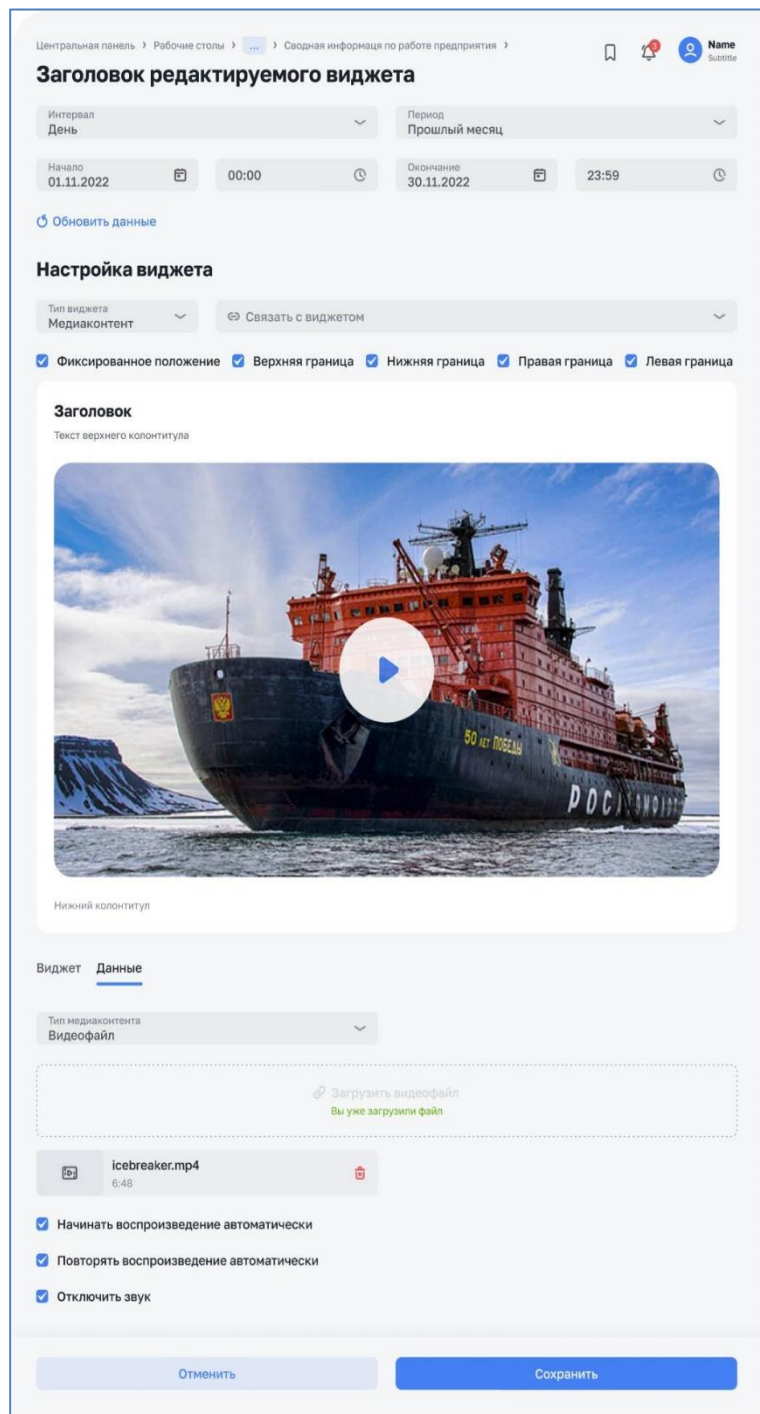 Центральная панель > Рабочие столы > ... > Сводная информаця по работе предприятия >
3
Name
Subtitle
Заголовок редактируемого виджета
Интервал
День
Период
Прошлый месяц
Начало
01.11.2022
00:00
Окончание
30.11.2022
23:59
Обновить данные
Настройка виджета
Тип виджета
Медиаконтент
Связать с виджетом
Фиксированное положение
Верхняя граница
Нижняя граница
Правая граница
Левая граница
Заголовок
Текст верхнего колонтитула
50 ЛЕТ ПОБЕДЫ
Нижний колонтитул
Виджет
Данные
Тип медиаконтента
Видеофайл
Загрузить видеофайл
Вы уже загрузили файл
icebreaker.mp4
6:48
Начинать воспроизведение автоматически
Повторять воспроизведение автоматически
Отключить звук
Отменить
Сохранить